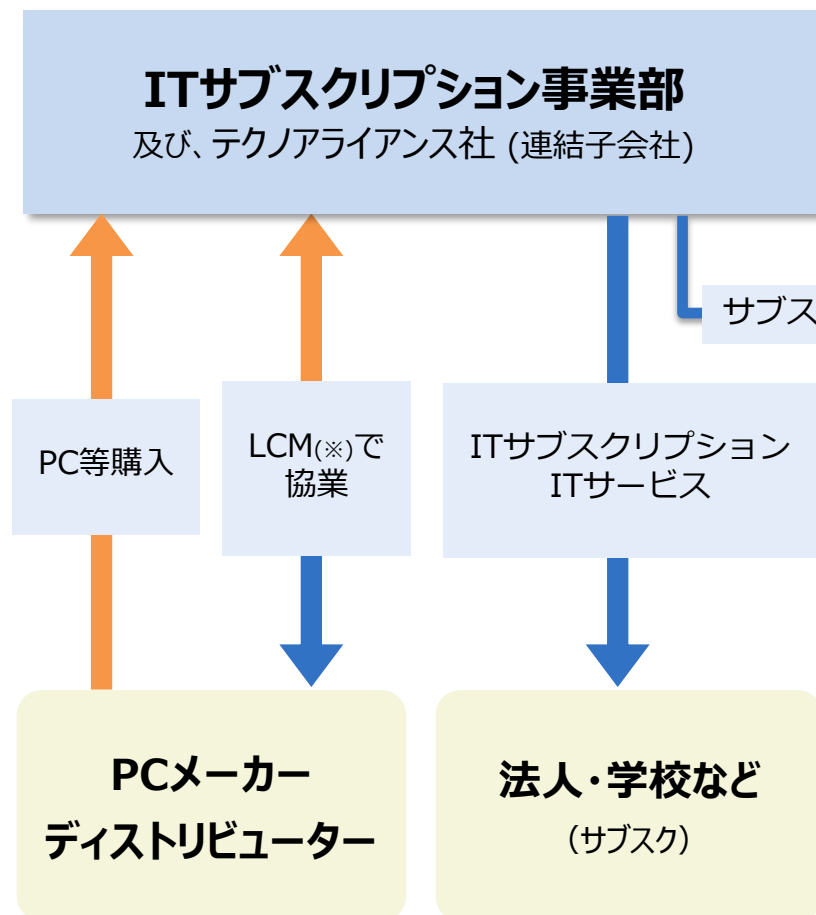 ITサブスクリプション事業部
及び、テクノアライアンス社 (連結子会社)
サブス
PC等購入
LCM(※)で
協業
ITサブスクリプション
ITサービス
PCメーカー
ディストリビューター
法人・学校など
(サブスク)